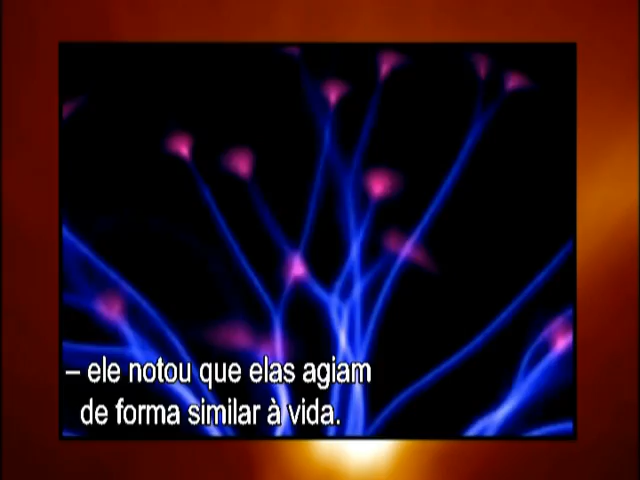 – ele notou que elas agiam
de forma similar à vida.